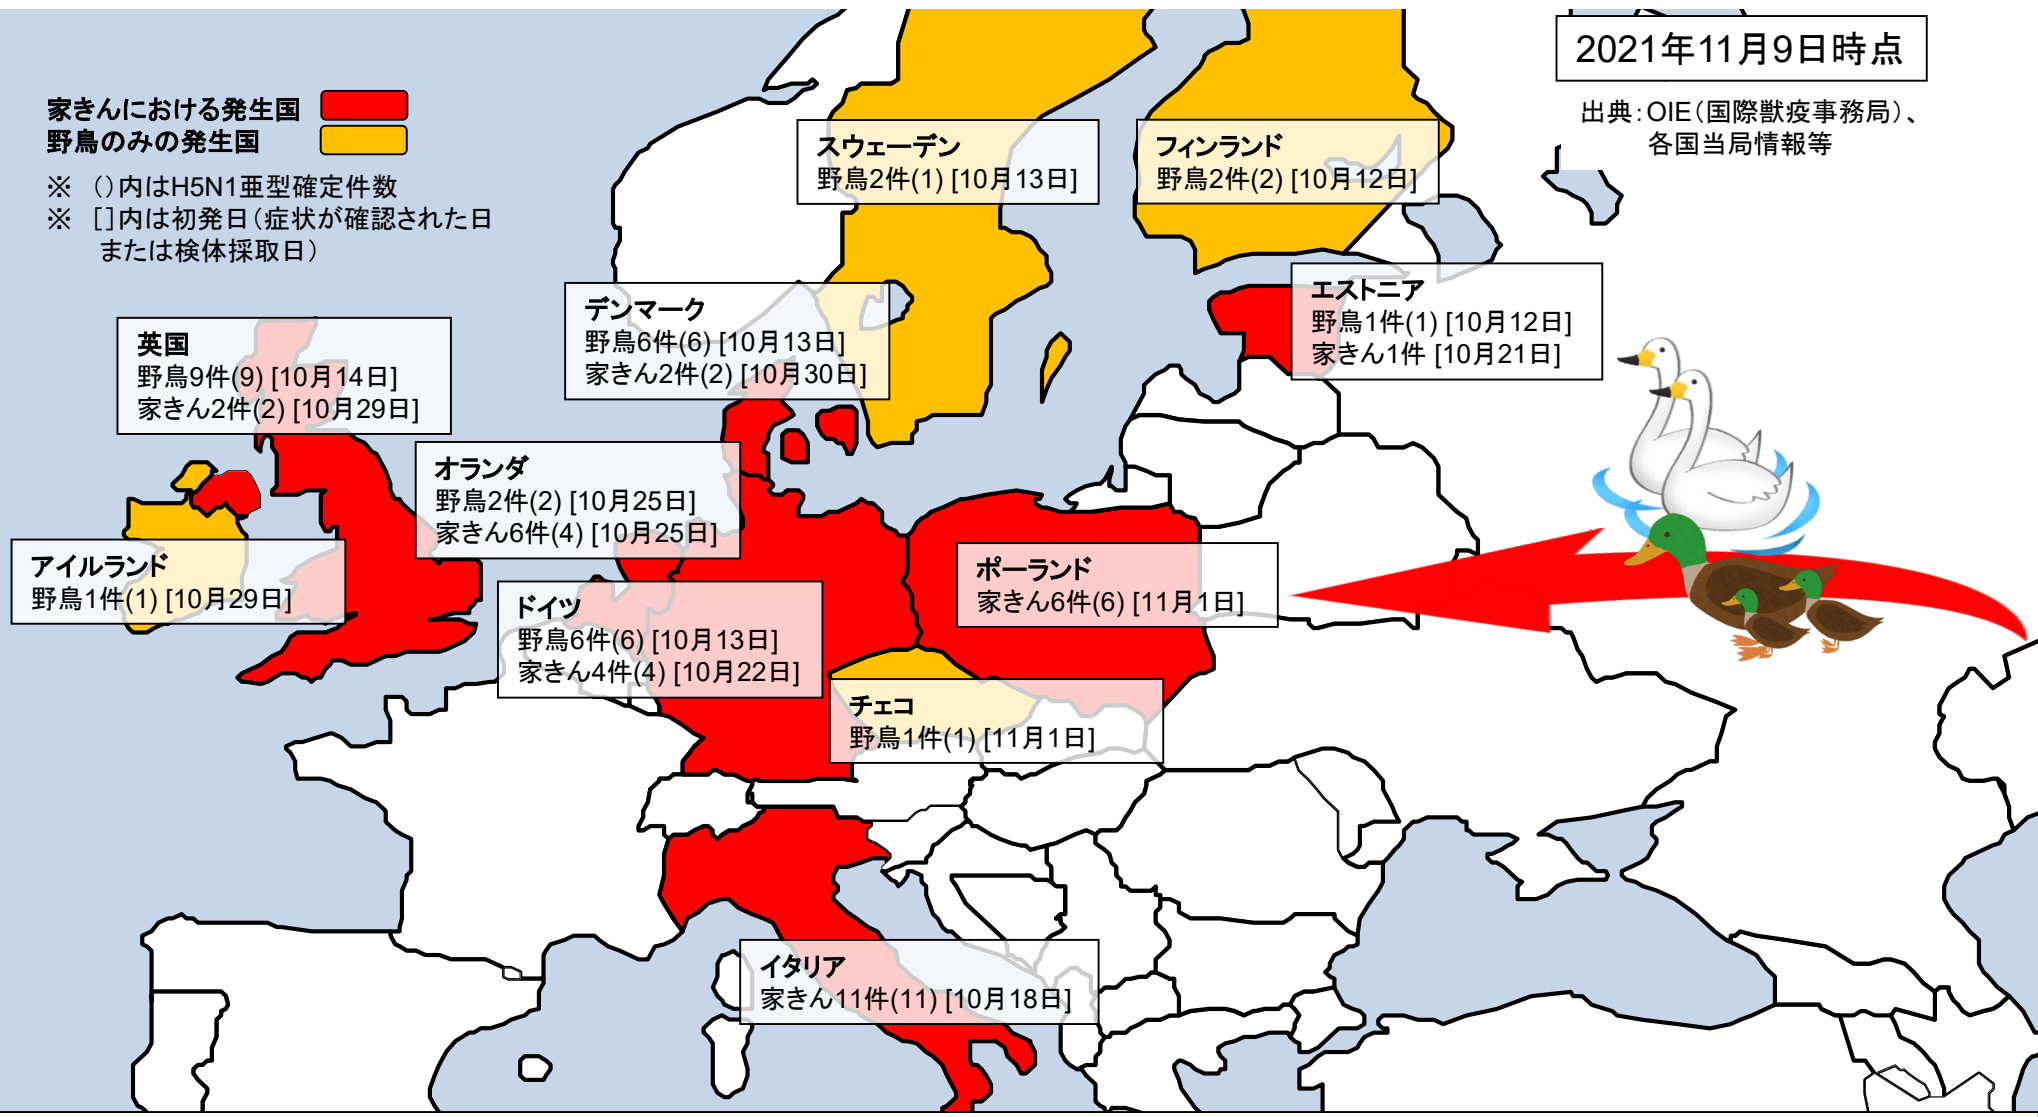 2021年11月9日時点
出典：OIE（国際獣疫事務局）、
各国当局情報等
家きんにおける発生国
野鳥のみの発生国
※ （）内はH5N1亜型確定件数
※ []内は初発日（症状が確認された日
または検体採取日）
スウェーデン
野鳥2件(1) [10月13日]
フィンランド
野鳥2件(2) [10月12日]
デンマーク
野鳥6件(6) [10月13日]
家きん2件(2) [10月30日]
エストニア
野鳥1件(1) [10月12日]
家きん1件 [10月21日]
英国
野鳥9件(9) [10月14日]
家きん2件(2) [10月29日]
オランダ
野鳥2件(2) [10月25日]
家きん6件(4) [10月25日]
アイルランド
野鳥1件(1) [10月29日]
ドイツ
野鳥6件(6) [10月13日]
家きん4件(4) [10月22日]
ポーランド
家きん6件(6) [11月1日]
チェコ
野鳥1件(1) [11月1日]
イタリア
家きん11件(11) [10月18日]